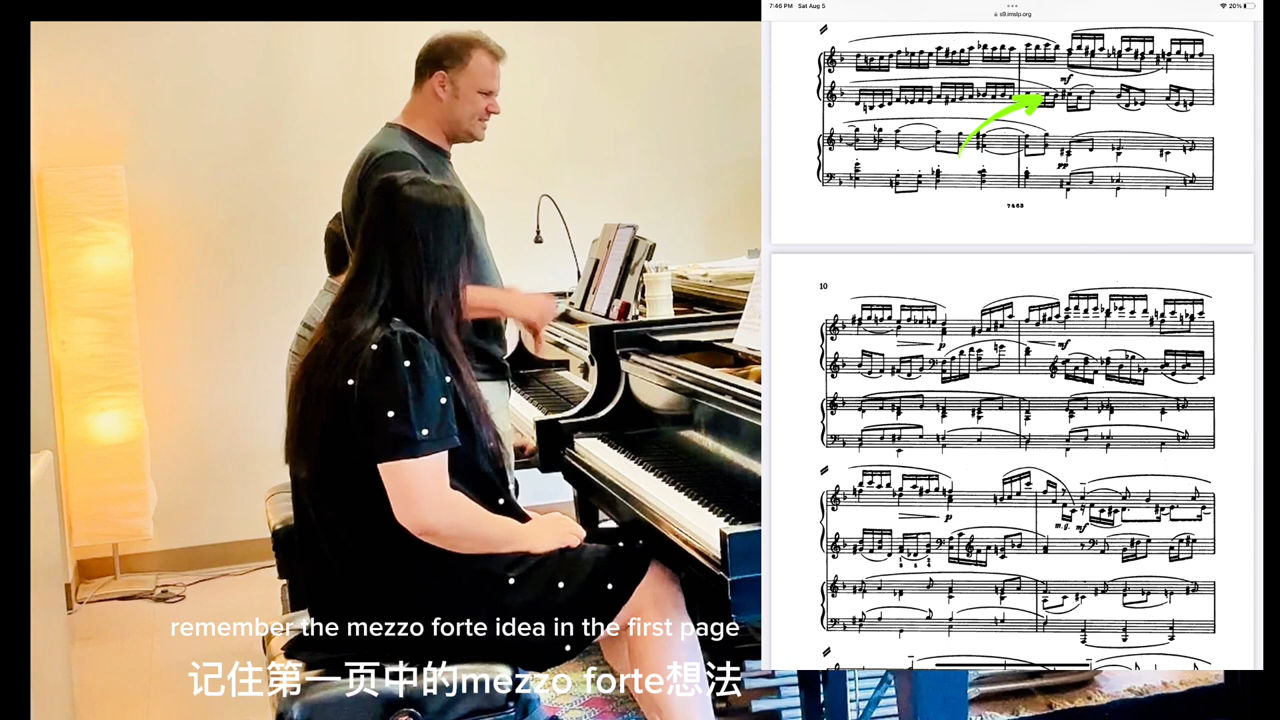 7:46 PM Sat Aug 5
20%
s9.imslp.org
mf
pp
7463
10
p
mf
p
m.g. mf
remember the mezzo forte idea in the first page
记住第一页中的mezzo forte想法